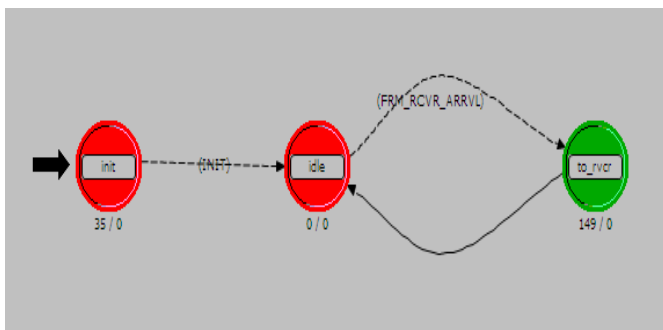 (FRM_RCVR_ARRVL)
init
(INIT)
idle
to_rvcr
35 / 0
0 / 0
149 / 0